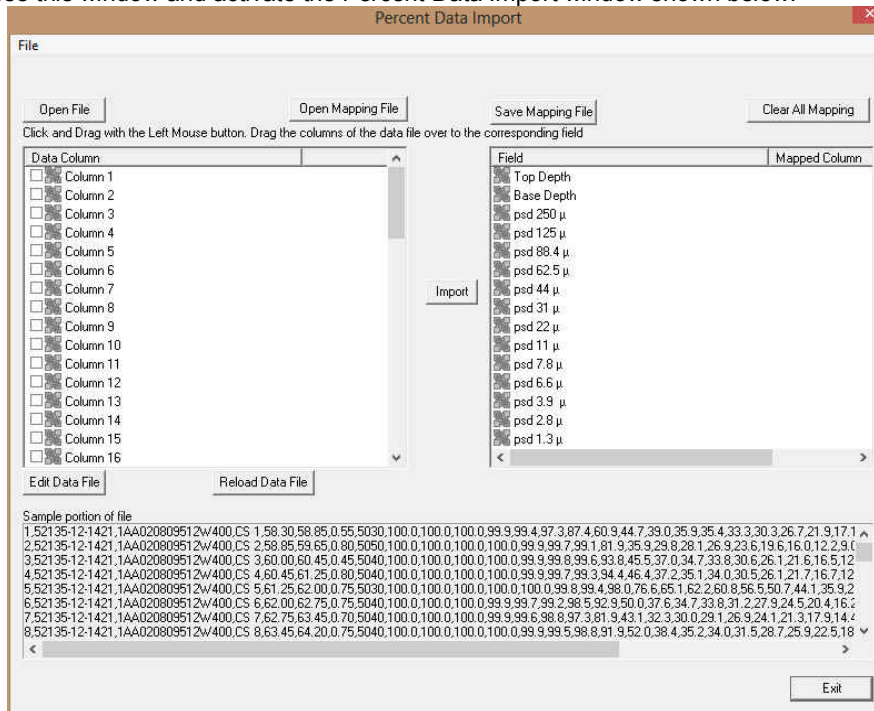 Percent Data Import
File
Open File Open Mapping File Save Mapping File Clear All Mapping
Click and Drag with the Left Mouse button. Drag the columns of the data file over to the corresponding field
Data Column
Column 1
Column 2
Column 3
Column 4
Column 5
Column 6
Column 7
Column 8
Column 9
Column 10
Column 11
Column 12
Column 13
Column 14
Column 15
Column 16
Import
Field Mapped Column
Top Depth
Base Depth
psd 250 µ
psd 125 µ
psd 88.4 µ
psd 62.5 µ
psd 44 µ
psd 31 µ
psd 22 µ
psd 11 µ
psd 7.8 µ
psd 6.6 µ
psd 3.9 µ
psd 2.8 µ
psd 1.3 µ
Edit Data File Reload Data File
Sample portion of file
1,52135-12-1421,1AA020809512W400,CS 1,58.30,58.85,0.55,5030,100.0,100.0,100.0,99.9,99.4,97.3,87.4,60.9,44.7,39.0,35.9,35.4,33.3,30.3,26.7,21.9,17.1
2,52135-12-1421,1AA020809512W400,CS 2,58.85,59.65,0.80,5050,100.0,100.0,100.0,99.9,99.7,99.1,81.9,35.9,29.8,28.1,26.9,23.6,19.6,16.0,12.2,9.0
3,52135-12-1421,1AA020809512W400,CS 3,60.00,60.45,0.45,5040,100.0,100.0,100.0,99.9,99.8,99.6,93.8,45.5,37.0,34.7,33.8,30.6,26.1,21.6,16.5,12
4,52135-12-1421,1AA020809512W400,CS 4,60.45,61.25,0.80,5040,100.0,100.0,100.0,99.9,99.7,99.3,94.4,46.4,37.2,35.1,34.0,30.5,26.1,21.7,16.7,12
5,52135-12-1421,1AA020809512W400,CS 5,61.25,62.00,0.75,5030,100.0,100.0,100.0,99.8,99.4,98.0,76.6,65.1,62.2,60.8,56.5,50.7,44.1,35.9,2
6,52135-12-1421,1AA020809512W400,CS 6,62.00,62.75,0.75,5040,100.0,100.0,100.0,99.9,99.7,99.2,98.5,92.9,50.0,37.6,34.7,33.8,31.2,27.9,24.5,20.4,16.2
7,52135-12-1421,1AA020809512W400,CS 7,62.75,63.45,0.70,5040,100.0,100.0,100.0,99.9,99.6,98.8,97.3,81.9,43.1,32.3,30.0,29.1,26.9,24.1,21.3,17.9,14.4
8,52135-12-1421,1AA020809512W400,CS 8,63.45,64.20,0.75,5040,100.0,100.0,100.0,99.9,99.5,98.8,91.9,52.0,38.4,35.2,34.0,31.5,28.7,25.9,22.5,18
Exit